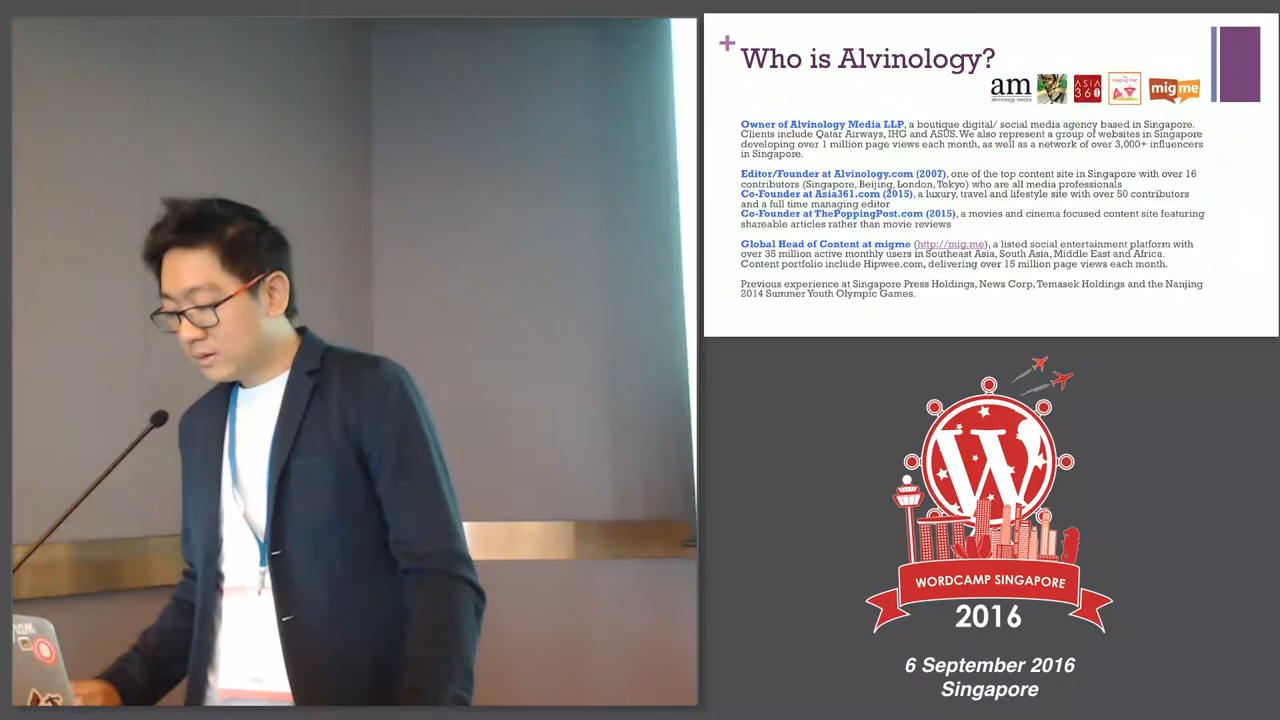 +
Who is Alvinology?
am
alvinology media
ASIA
36
mig me
Owner of Alvinology Media LLP, a boutique digital/ social media agency based in Singapore.
Clients include Qatar Airways, IHG and ASUS. We also represent a group of websites in Singapore
developing over 1 million page views each month, as well as a network of over 3,000+ influencers
in Singapore.
Editor/Founder at Alvinology.com (2007), one of the top content site in Singapore with over 16
contributors (Singapore, Beijing, London, Tokyo) who are all media professionals
Co-Founder at Asia361.com (2015), a luxury, travel and lifestyle site with over 50 contributors
and a full time managing editor
Co-Founder at ThePoppingPost.com (2015), a movies and cinema focused content site featuring
shareable articles rather than movie reviews
Global Head of Content at migme (http://mig.me), a listed social entertainment platform with
over 35 million active monthly users in Southeast Asia, South Asia, Middle East and Africa.
Content portfolio include Hipwee.com, delivering over 15 million page views each month.
Previous experience at Singapore Press Holdings, News Corp, Temasek Holdings and the Nanjing
2014 Summer Youth Olympic Games.
W
WORDCAMP SINGAPORE
2016
6 September 2016
Singapore